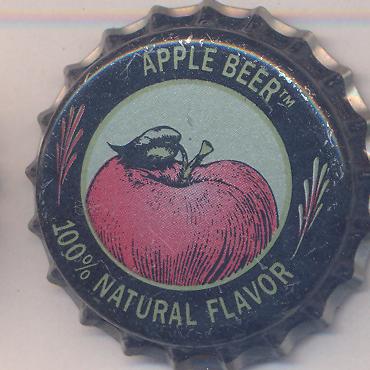 APPLE BEER™
100% NATURAL FLAVOR